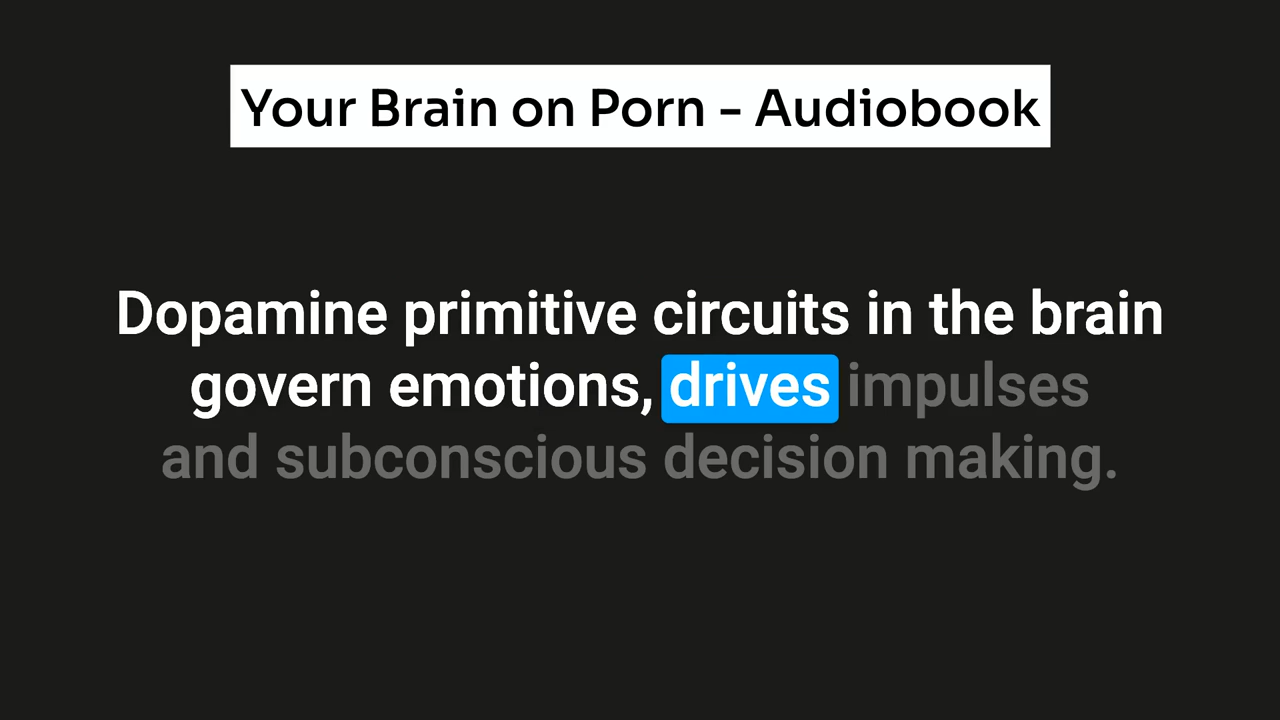 Your Brain on Porn - Audiobook
Dopamine primitive circuits in the brain
govern emotions, drives impulses
and subconscious decision making.